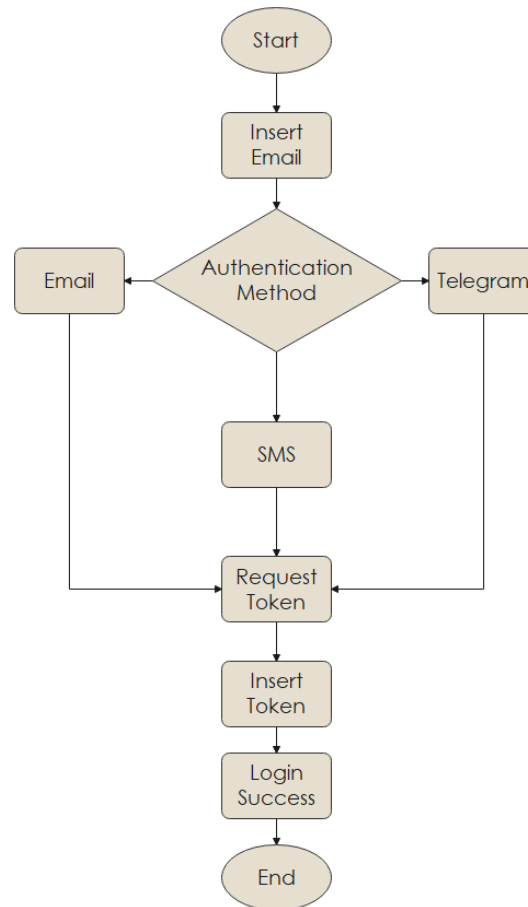 Start
Insert
Email
Authentication
Method
Email
Telegram
SMS
Request
Token
Insert
Token
Login
Success
End